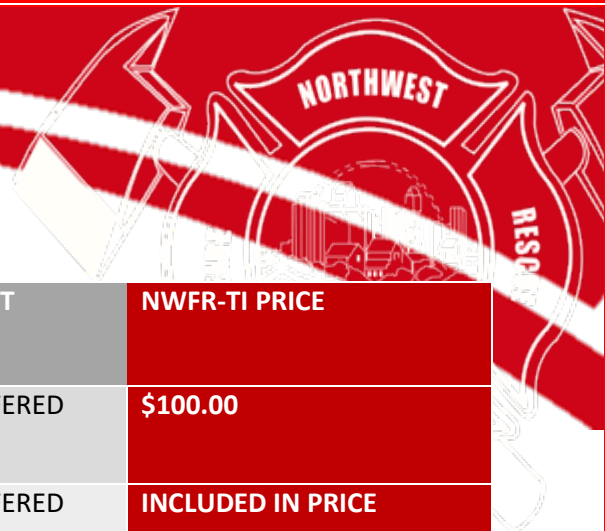 NORTHWEST
RESC
T NWFR-TI PRICE
ERED $100.00
ERED INCLUDED IN PRICE